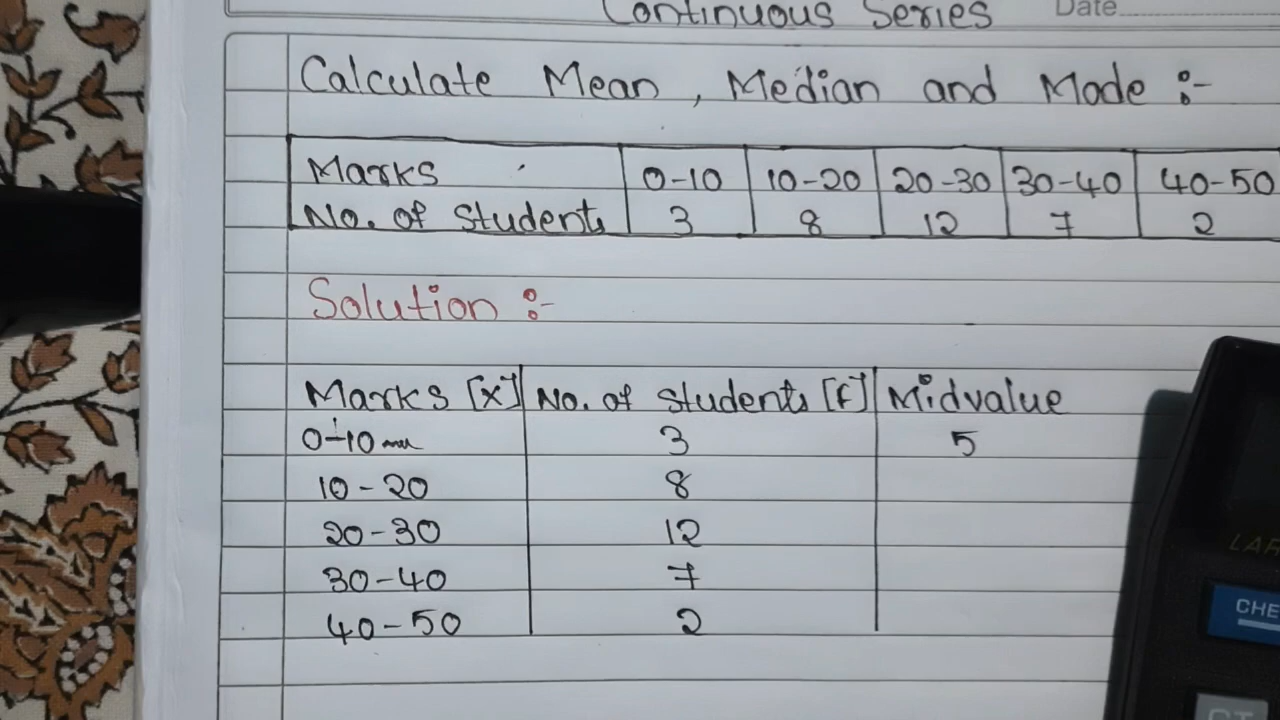 Continuous Series Date
Calculate Mean, Median and Mode :-
Marks 0-10 10-20 20-30 30-40 40-50
No. of Students 3 8 12 7 2
Solution :-
Marks [x] No. of students [f] Midvalue
0-10 3 5
10-20 8
20-30 12
30-40 7
40-50 2
CHE